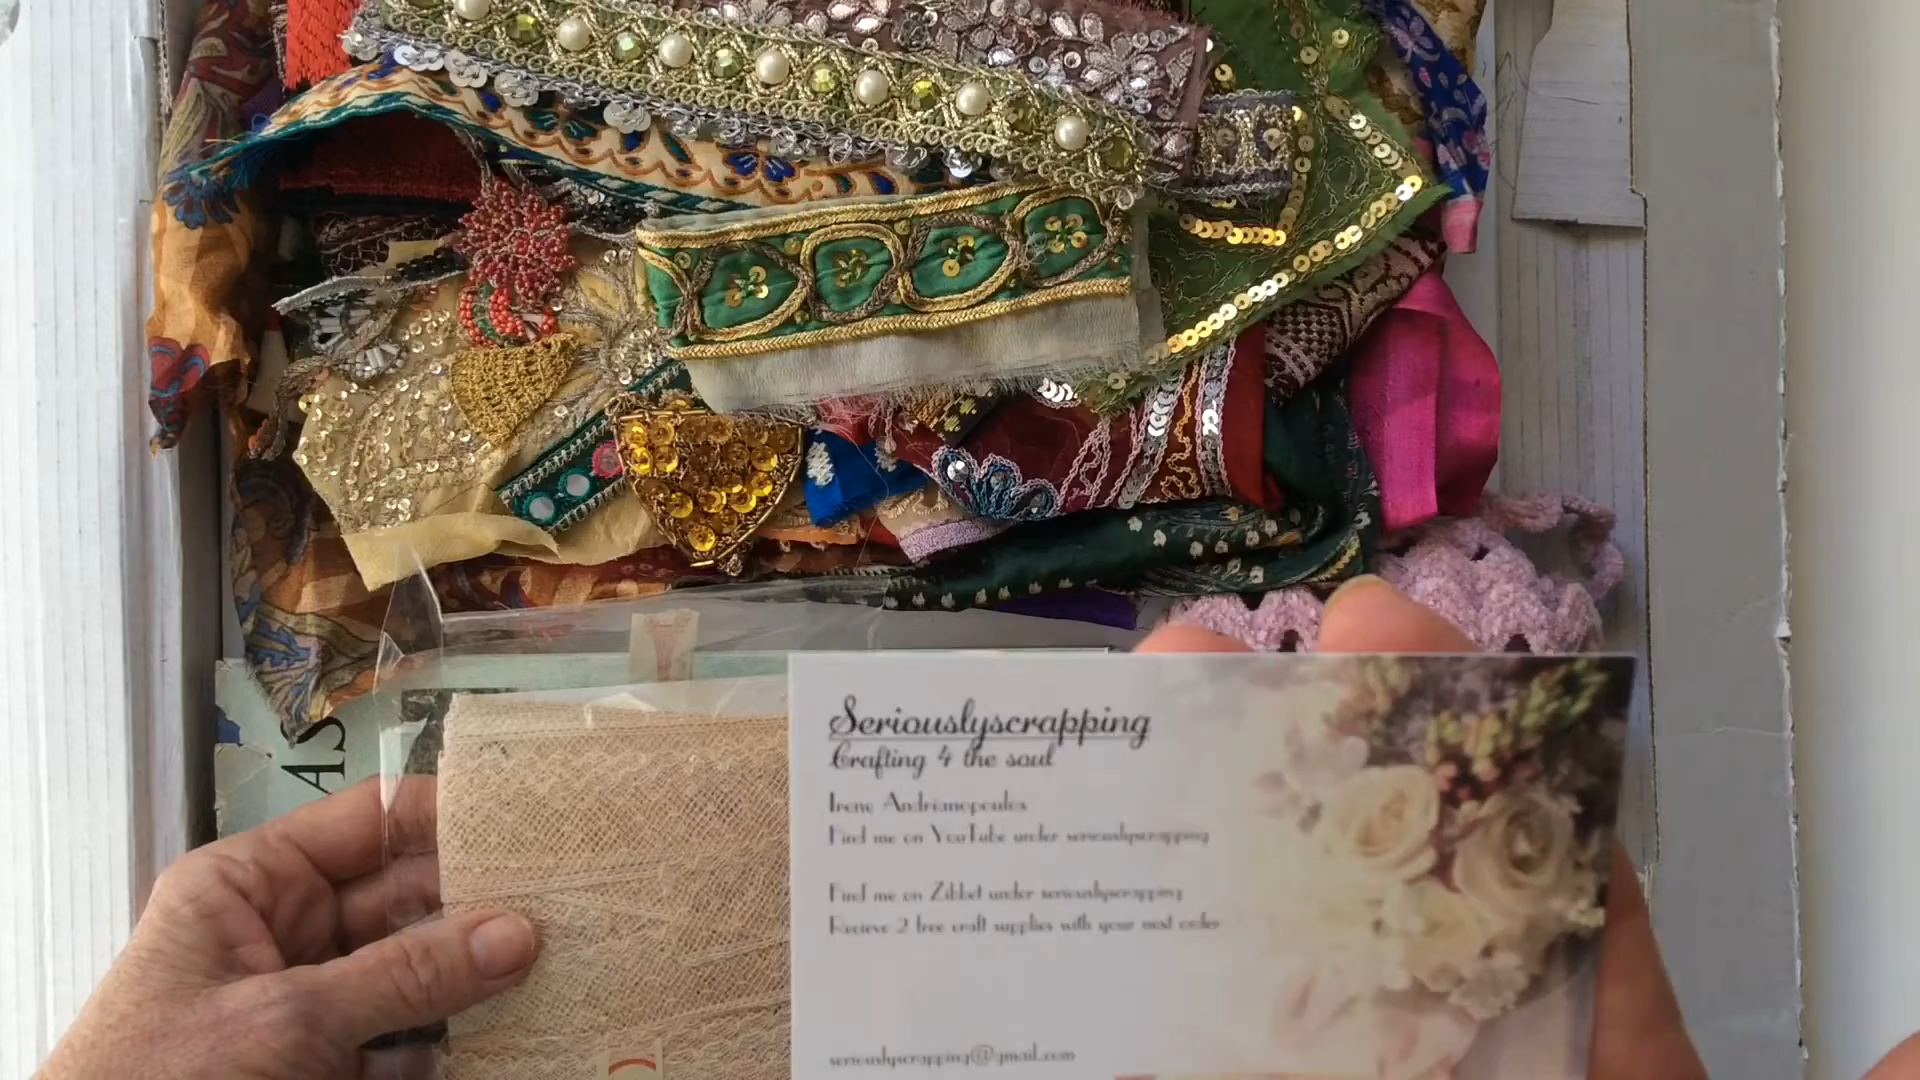 AS
Seriouslyscrapping
Crafting 4 the soul
Irene Andrianopoulos
Find me on YouTube under seriouslyscrapping
Find me on Zibbet under seriouslyscrapping
Recieve 2 free craft supplies with your next order
seriouslyscrapping@gmail.com